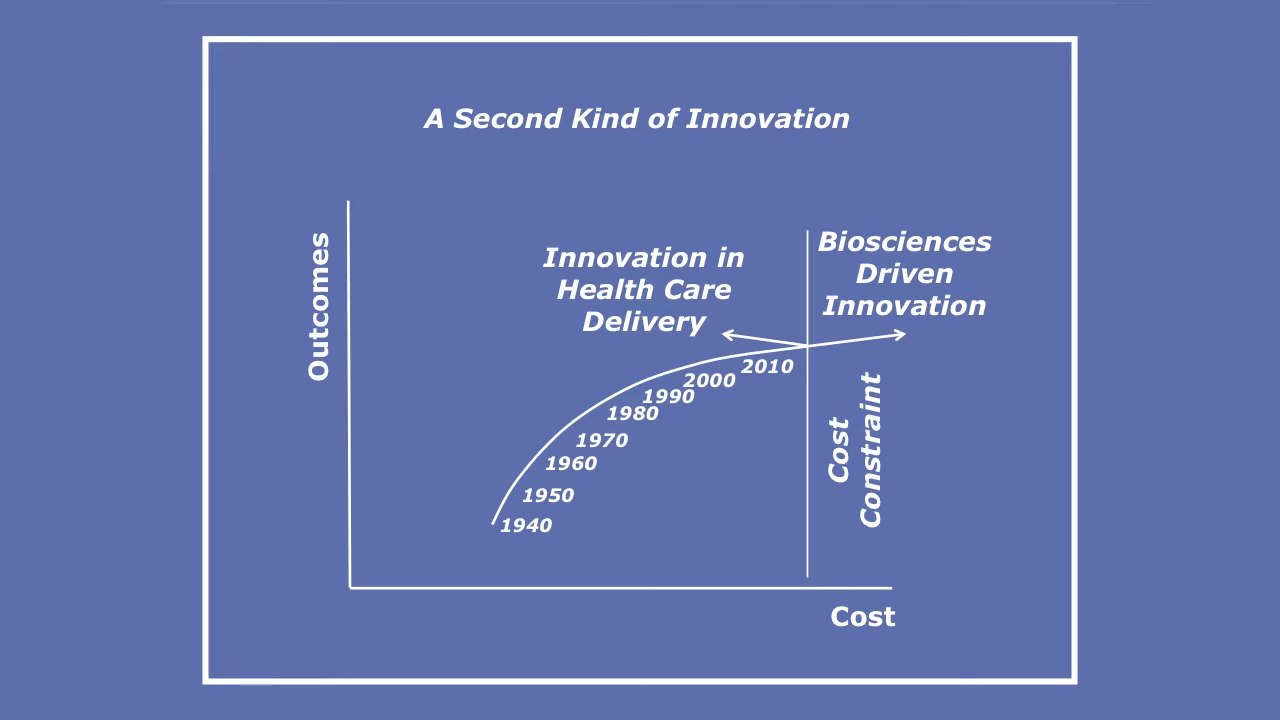 A Second Kind of Innovation
Outcomes
Innovation in
Health Care
Delivery
Biosciences
Driven
Innovation
2010
2000
1990
1980
1970
1960
1950
1940
Cost
Constraint
Cost